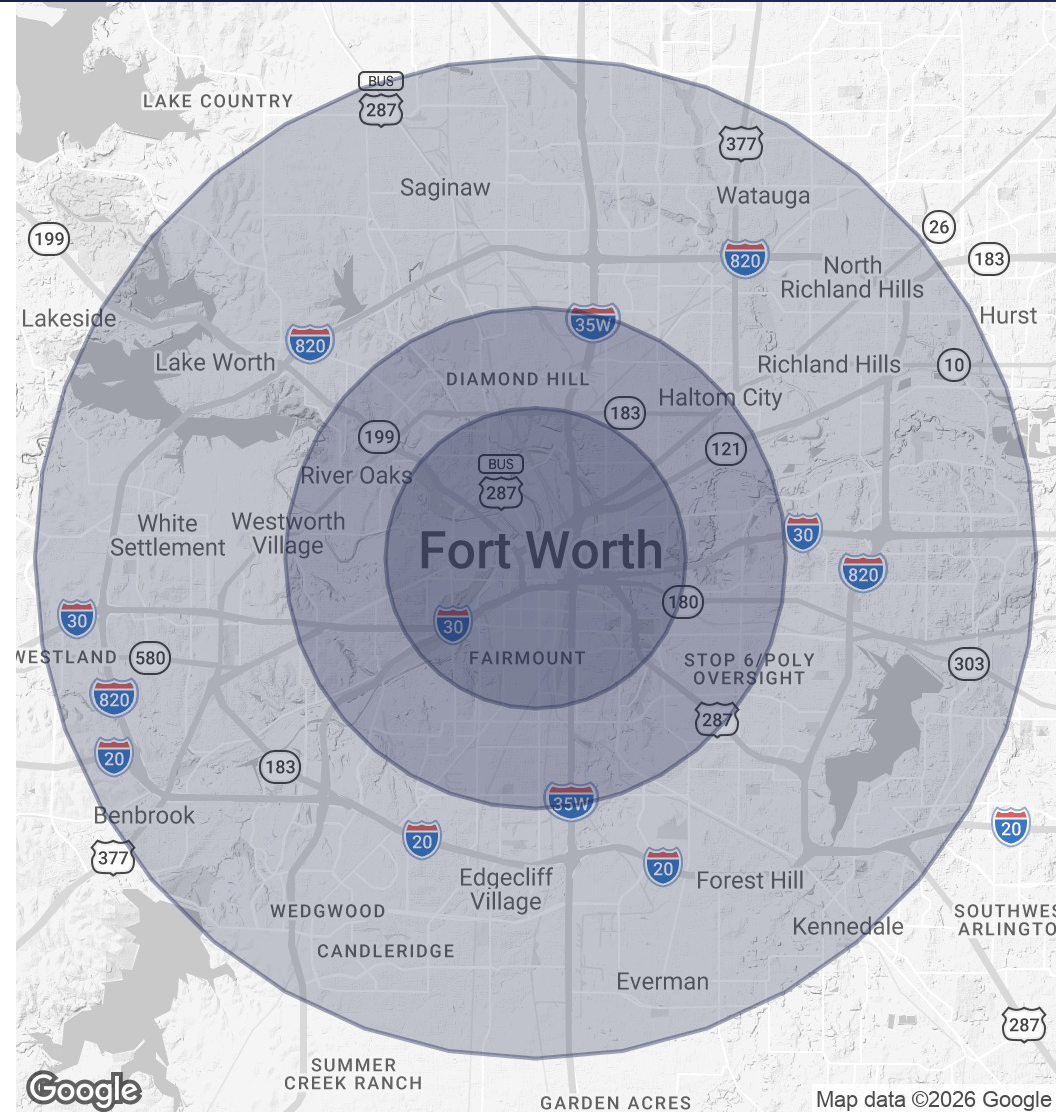 BUS
287
LAKE COUNTRY
377
Saginaw
Watauga
199
26
183
820
North
Richland Hills
Lakeside
35W
Hurst
820
Lake Worth
Richland Hills
10
DIAMOND HILL
Haltom City
183
199
121
River Oaks
BUS
287
White
Settlement
Westworth
Village
Fort Worth
30
820
30
180
30
WESTLAND
580
FAIRMOUNT
STOP 6/POLY
OVERSIGHT
303
820
287
20
183
35W
Benbrook
20
377
20
20
Edgecliff
Village
Forest Hill
WEDGWOOD
Kennedale
SOUTHWES
ARLINGTO
CANDLERIDGE
Everman
287
SUMMER
CREEK RANCH
Google
GARDEN ACRES
Map data ©2026 Google